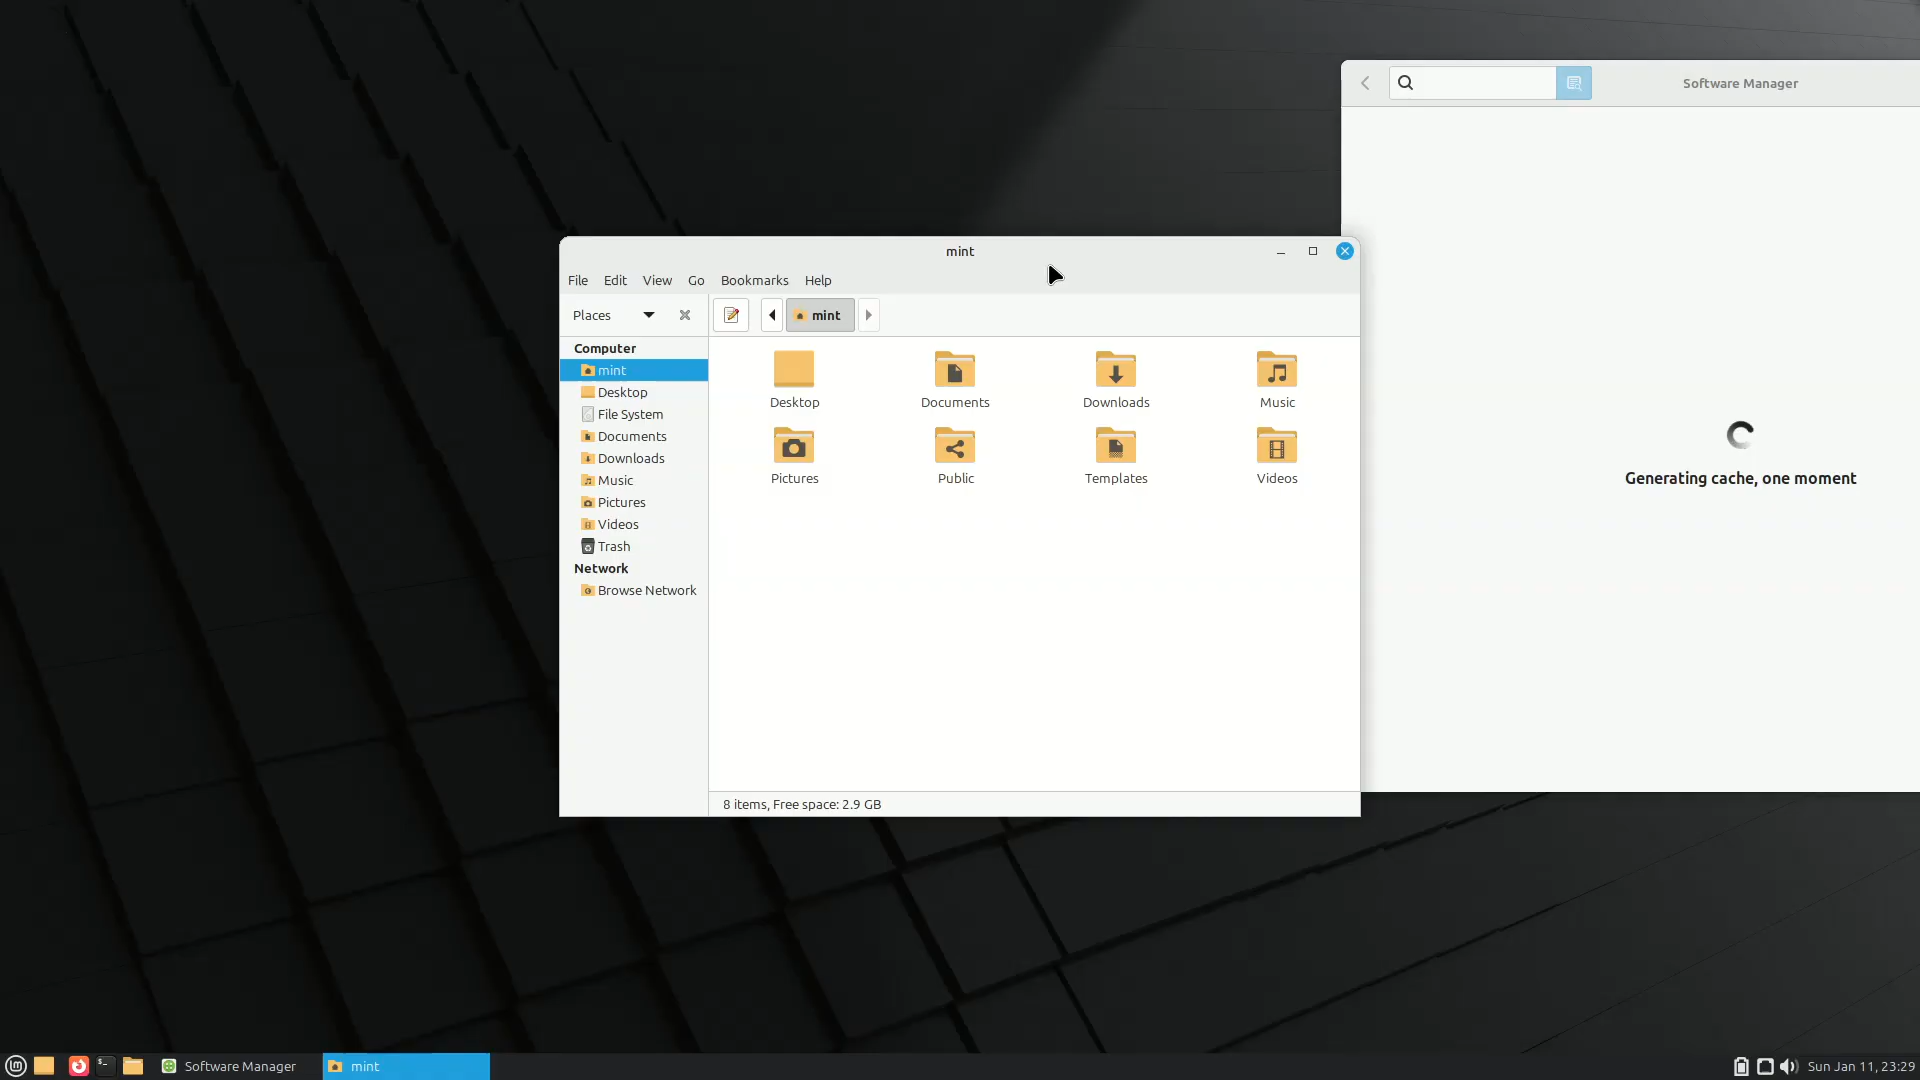 Software Manager
Generating cache, one moment
mint
File Edit View Go Bookmarks Help
Places
mint
Computer
mint
Desktop
File System
Documents
Downloads
Music
Pictures
Videos
Trash
Network
Browse Network
Desktop Documents Downloads Music
Pictures Public Templates Videos
8 items, Free space: 2.9 GB
Software Manager
mint
Sun Jan 11, 23:29